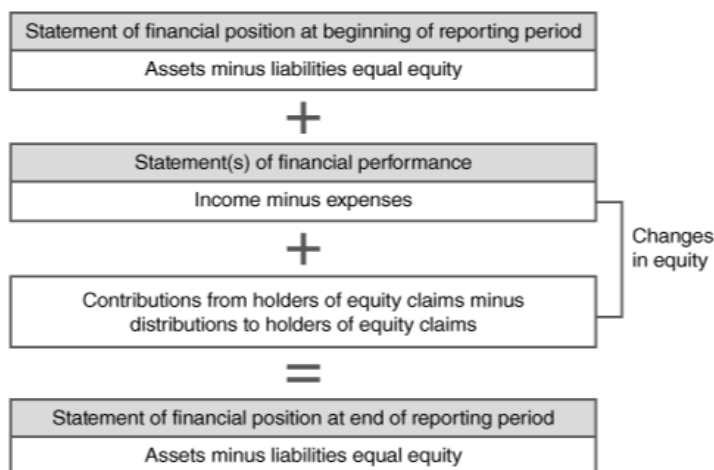 Statement of financial position at beginning of reporting period
Assets minus liabilities equal equity
+
Statement(s) of financial performance
Income minus expenses
+
Changes
in equity
Contributions from holders of equity claims minus
distributions to holders of equity claims
=
Statement of financial position at end of reporting period
Assets minus liabilities equal equity